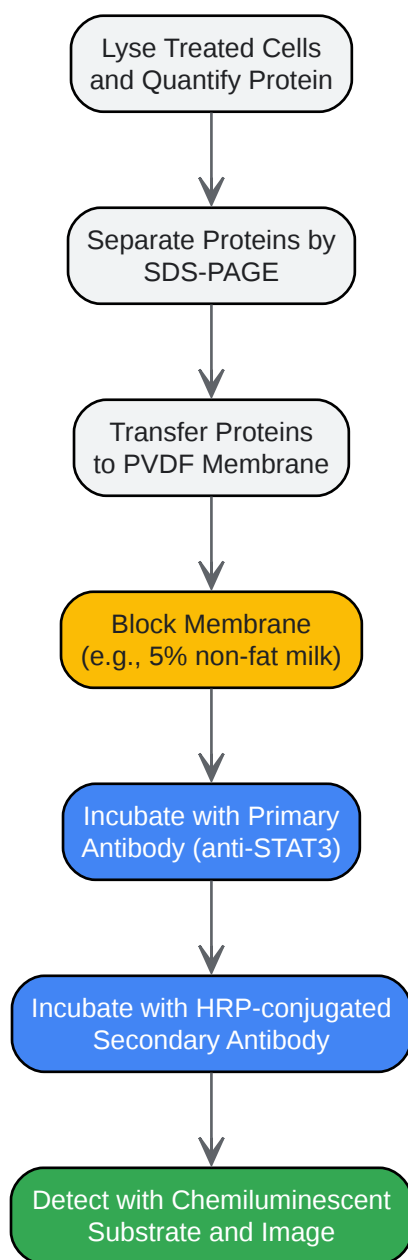 Lyse Treated Cells
and Quantify Protein
Separate Proteins by
SDS-PAGE
Transfer Proteins
to PVDF Membrane
Block Membrane
(e.g., 5% non-fat milk)
Incubate with Primary
Antibody (anti-STAT3)
Incubate with HRP-conjugated
Secondary Antibody
Detect with Chemiluminescent
Substrate and Image